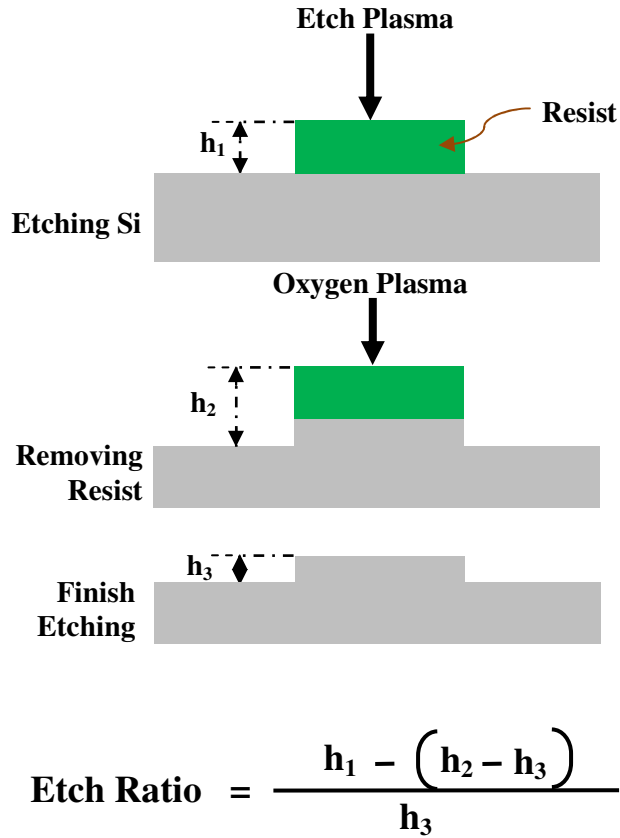 Etch Plasma
Resist
h₁
Etching Si
Oxygen Plasma
h₂
Removing
Resist
h₃
Finish
Etching
Etch Ratio = h₁ – (h₂ – h₃)
h₃